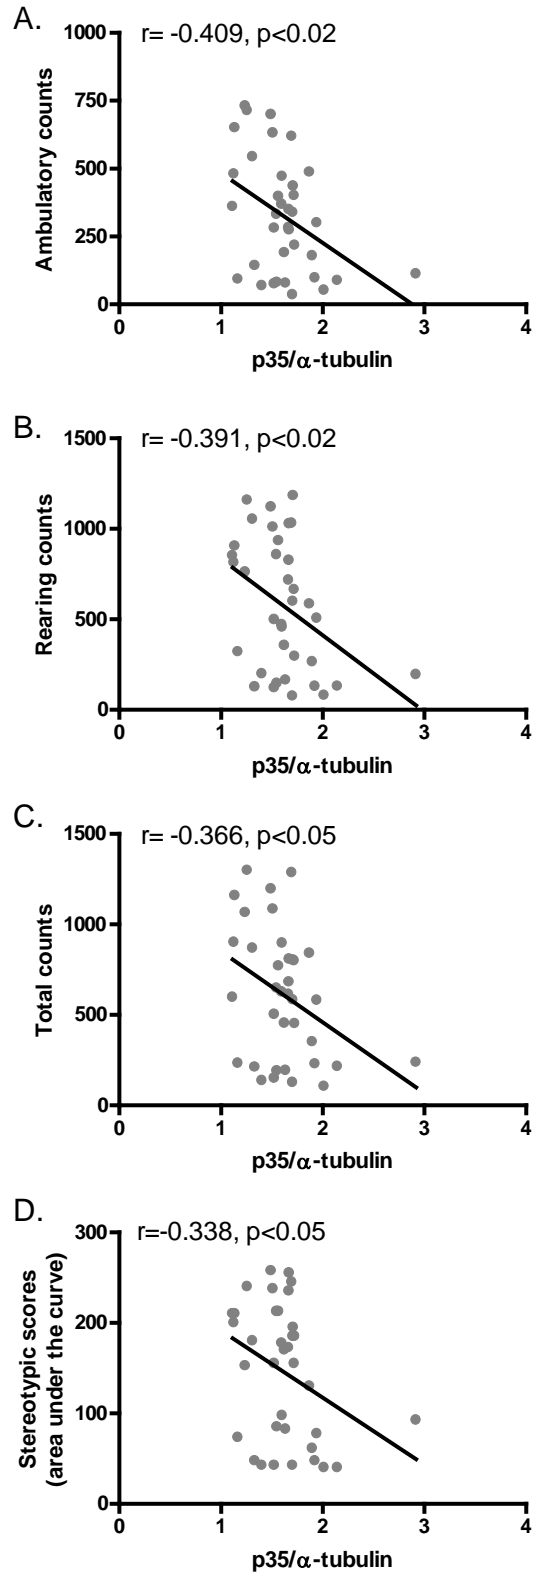 A.
r= -0.409, p<0.02
1000
750
500
250
0
Ambulatory counts
0 1 2 3 4
p35/α-tubulin
B.
r= -0.391, p<0.02
1500
1000
500
0
Rearing counts
0 1 2 3 4
p35/α-tubulin
C.
r= -0.366, p<0.05
1500
1000
500
0
Total counts
0 1 2 3 4
p35/α-tubulin
D.
r=-0.338, p<0.05
300
200
100
0
Stereotypic scores
(area under the curve)
0 1 2 3 4
p35/α-tubulin